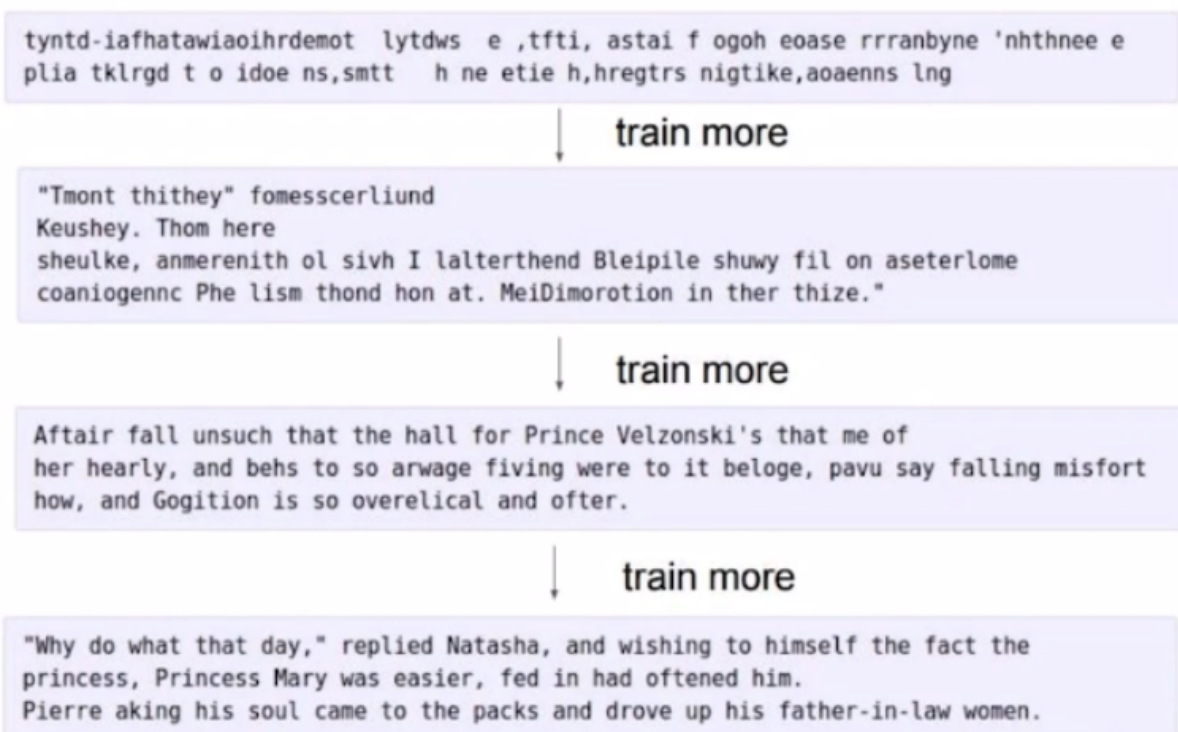 tyntd-iafhatawiaoihrdemot  lytdws  e ,tfti, astai f ogoh eoase rrranbyne 'nhthnee e
plia tklrgd t o idoe ns,smtt   h ne etie h,hregtrs nigtike,aoaenns lng
train more
"Tmont thithey" fomesscerliund
Keushey. Thom here
sheulke, anmerenith ol sivh I lalterthend Bleipile shuwy fil on aseterlome
coaniogennc Phe lism thond hon at. MeiDimorotion in ther thize."
train more
Aftair fall unsuch that the hall for Prince Velzonski's that me of
her hearly, and behs to so arwage fiving were to it beloge, pavu say falling misfort
how, and Gogition is so overelical and ofter.
train more
"Why do what that day," replied Natasha, and wishing to himself the fact the
princess, Princess Mary was easier, fed in had oftened him.
Pierre aking his soul came to the packs and drove up his father-in-law women.